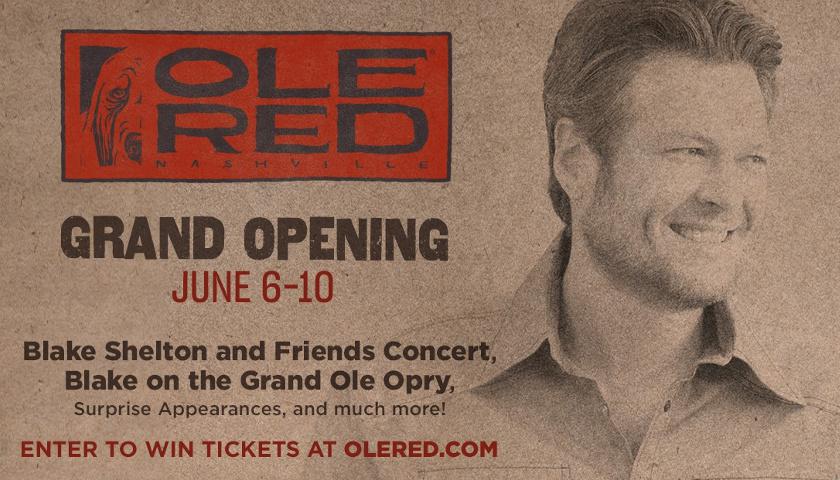 OLE
RED
NASHVILLE
GRAND OPENING
JUNE 6-10
Blake Shelton and Friends Concert,
Blake on the Grand Ole Opry,
Surprise Appearances, and much more!
ENTER TO WIN TICKETS AT OLERED.COM